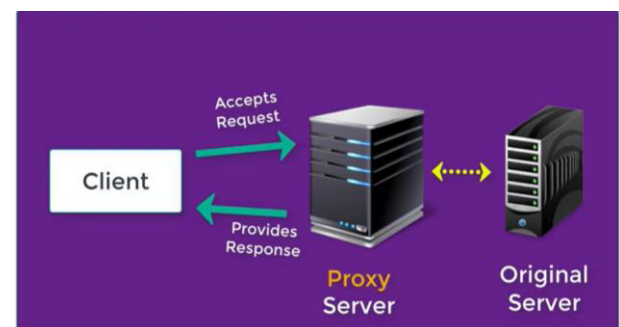 Accepts
Request
Client
Provides
Response
Proxy
Server
Original
Server